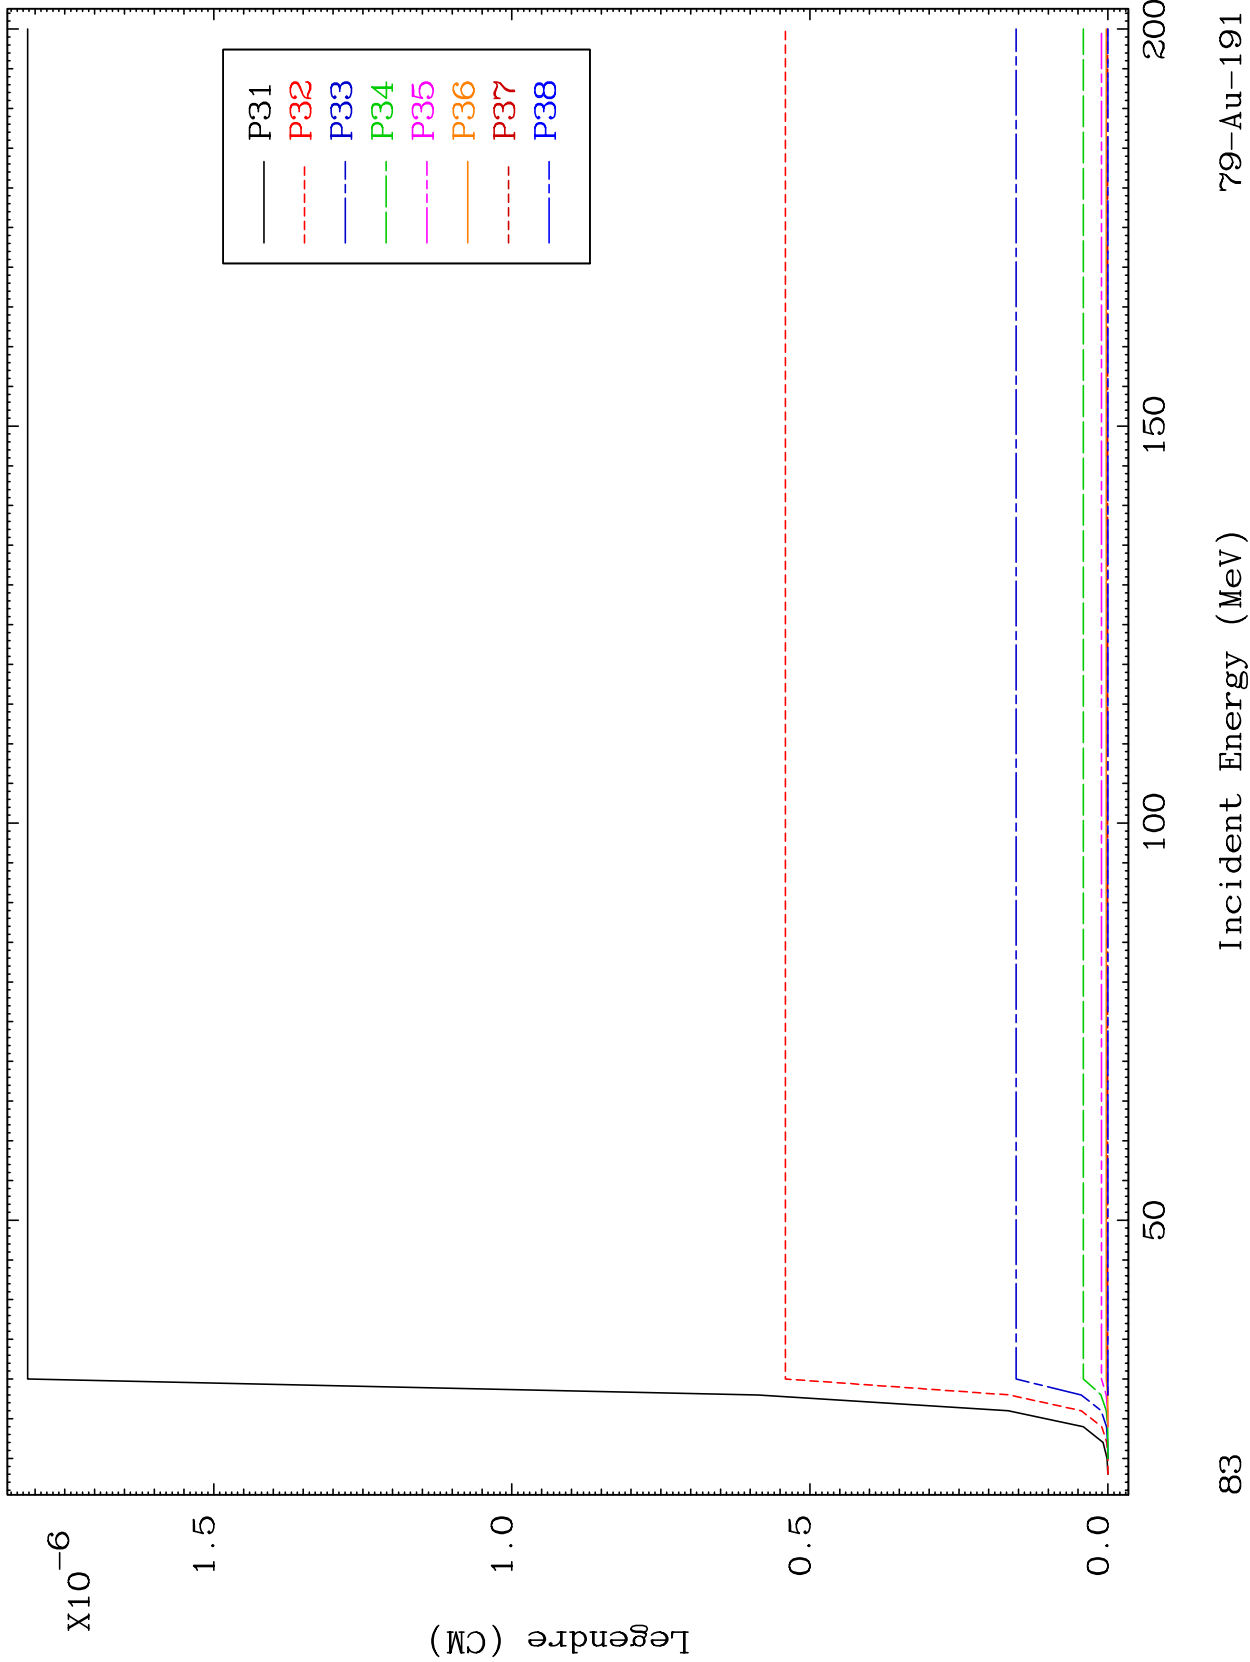 X10⁻⁶
1.5
1.0
0.5
0.0
Legendre (CM)
P31
P32
P33
P34
P35
P36
P37
P38
50
100
150
200
83
Incident Energy (MeV)
79-Au-191